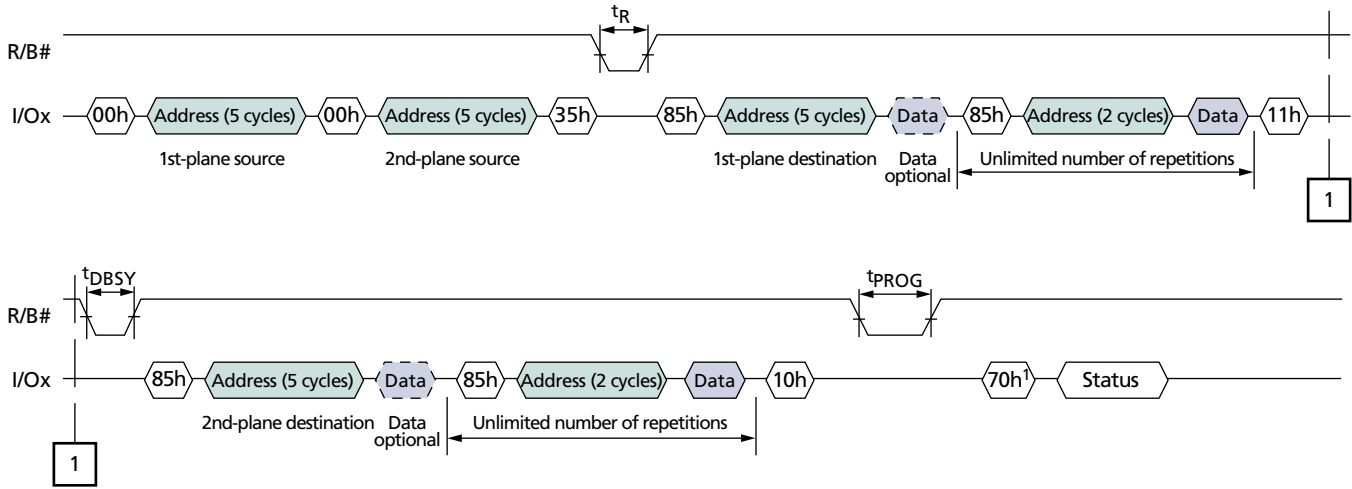 tR
R/B#
I/Ox 00h Address (5 cycles) 00h Address (5 cycles) 35h 85h Address (5 cycles) Data 85h Address (2 cycles) Data 11h
1st-plane source 2nd-plane source 1st-plane destination Data optional Unlimited number of repetitions
1
tDBSY tPROG
R/B#
I/Ox 85h Address (5 cycles) Data 85h Address (2 cycles) Data 10h 70h1 Status
2nd-plane destination Data optional Unlimited number of repetitions
1